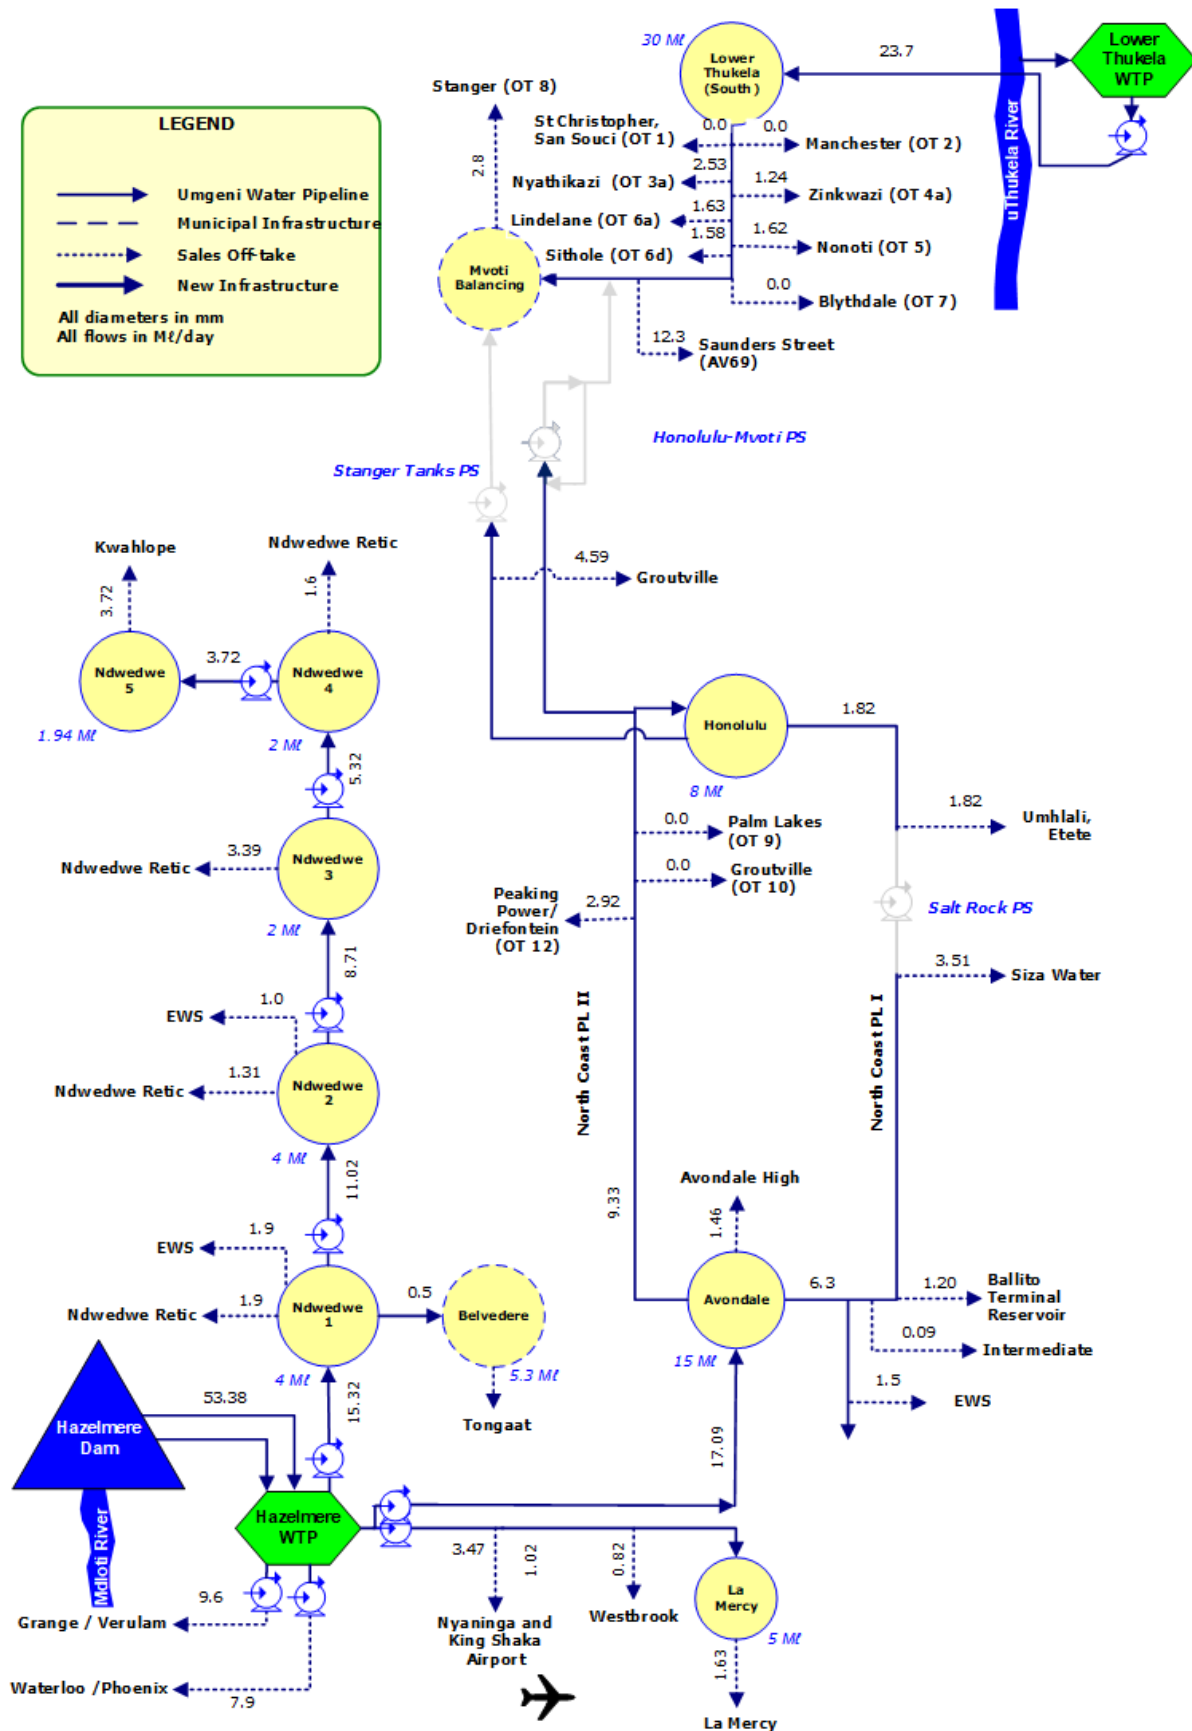 30 Mℓ
Lower
Thukela
(South)
23.7
Lower
Thukela
WTP
uThukela River
LEGEND
Umgeni Water Pipeline
Municipal Infrastructure
Sales Off-take
New Infrastructure
All diameters in mm
All flows in Mℓ/day
Stanger (OT 8)
2.8
St Christopher,
San Souci (OT 1)
0.0
0.0
Manchester (OT 2)
Nyathikazi (OT 3a)
2.53
1.24
Zinkwazi (OT 4a)
Lindelane (OT 6a)
1.63
1.62
Nonoti (OT 5)
Sithole (OT 6d)
1.58
0.0
Blythdale (OT 7)
Mvoti
Balancing
12.3
Saunders Street
(AV69)
Honolulu-Mvoti PS
Stanger Tanks PS
4.59
Groutville
Kwahlope
3.72
Ndwedwe Retic
1.6
Ndwedwe
5
1.94 Mℓ
3.72
Ndwedwe
4
2 Mℓ
5.32
Honolulu
8 Mℓ
1.82
1.82
Umhlali,
Etete
0.0
Palm Lakes
(OT 9)
0.0
Groutville
(OT 10)
Peaking
Power/
Driefontein
(OT 12)
2.92
Salt Rock PS
3.51
Siza Water
Ndwedwe Retic
3.39
Ndwedwe
3
2 Mℓ
8.71
EWS
1.0
Ndwedwe Retic
1.31
Ndwedwe
2
4 Mℓ
11.02
North Coast PL II
North Coast PL I
9.33
Avondale High
1.46
Avondale
15 Mℓ
6.3
1.20
Ballito
Terminal
Reservoir
0.09
Intermediate
1.5
EWS
EWS
1.9
Ndwedwe Retic
1.9
Ndwedwe
1
4 Mℓ
0.5
Belvedere
5.3 Mℓ
Tongaat
15.32
17.09
53.38
Hazelmere
Dam
Mdloti River
Hazelmere
WTP
9.6
Grange / Verulam
Waterloo /Phoenix
7.9
3.47
1.02
Nyaninga and
King Shaka
Airport
0.82
Westbrook
La
Mercy
5 Mℓ
1.63
La Mercy